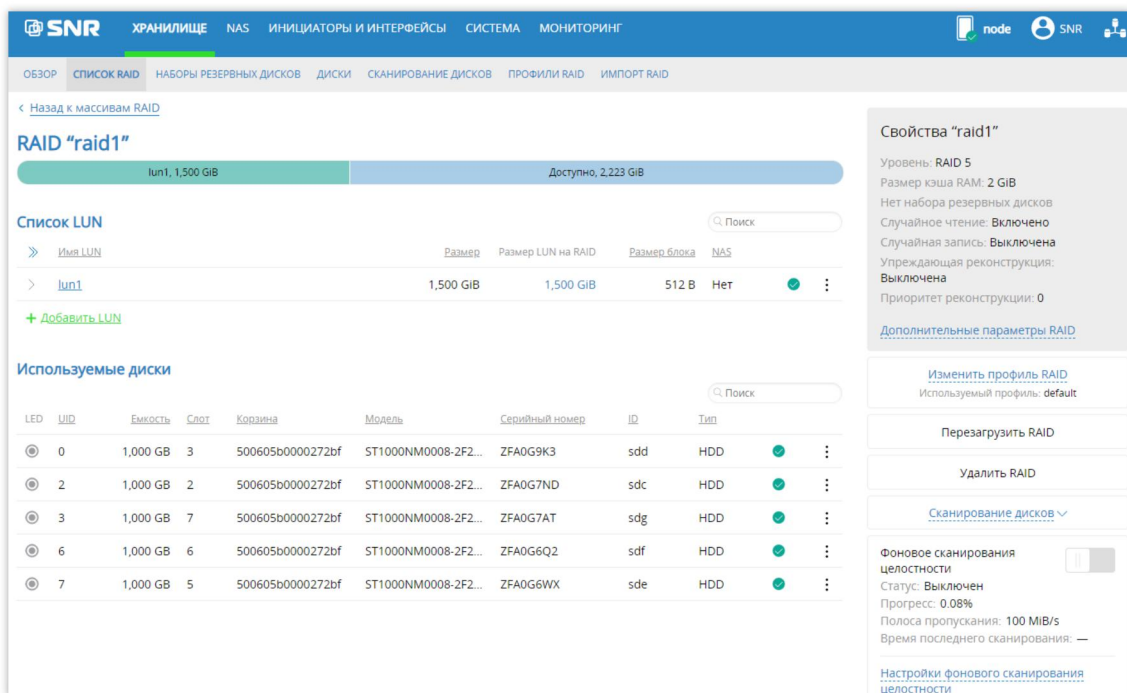 SNR ХРАНИЛИЩЕ NAS ИНИЦИАТОРЫ И ИНТЕРФЕЙСЫ СИСТЕМА МОНИТОРИНГ node SNR
ОБЗОР СПИСОК RAID НАБОРЫ РЕЗЕРВНЫХ ДИСКОВ ДИСКИ СКАНИРОВАНИЕ ДИСКОВ ПРОФИЛИ RAID ИМПОРТ RAID
Назад к массивам RAID
RAID “raid1”
lun1, 1,500 GiB Доступно, 2,223 GiB
Список LUN
Поиск
Имя LUN Размер Размер LUN на RAID Размер блока NAS
lun1 1,500 GiB 1,500 GiB 512 B Нет
+ Добавить LUN
Используемые диски
Поиск
LED UID Емкость Слот Корзина Модель Серийный номер ID Тип
0 1,000 GB 3 500605b0000272bf ST1000NM0008-2F2... ZFA0G9K3 sdd HDD
2 1,000 GB 2 500605b0000272bf ST1000NM0008-2F2... ZFA0G7ND sdc HDD
3 1,000 GB 7 500605b0000272bf ST1000NM0008-2F2... ZFA0G7AT sdg HDD
6 1,000 GB 6 500605b0000272bf ST1000NM0008-2F2... ZFA0G6Q2 sdf HDD
7 1,000 GB 5 500605b0000272bf ST1000NM0008-2F2... ZFA0G6WX sde HDD
Свойства “raid1”
Уровень: RAID 5
Размер кэша RAM: 2 GiB
Нет набора резервных дисков
Случайное чтение: Включено
Случайная запись: Выключена
Упреждающая реконструкция:
Выключена
Приоритет реконструкции: 0
Дополнительные параметры RAID
Изменить профиль RAID
Используемый профиль: default
Перезагрузить RAID
Удалить RAID
Сканирование дисков
Фоновое сканирования
целостности
Статус: Выключен
Прогресс: 0.08%
Полоса пропускания: 100 MiB/s
Время последнего сканирования: —
Настройки фонового сканирования
целостности